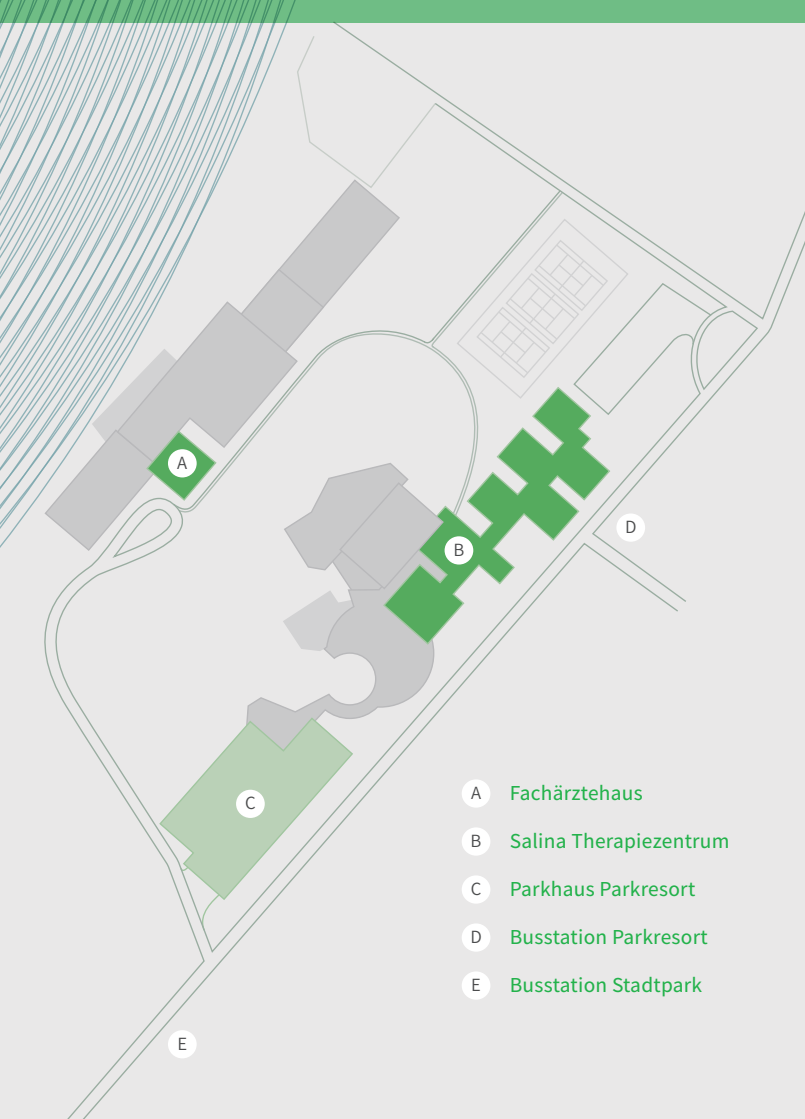 A
D
B
C
A Fachärztehaus
B Salina Therapiezentrum
C Parkhaus Parkresort
D Busstation Parkresort
E Busstation Stadtpark
E